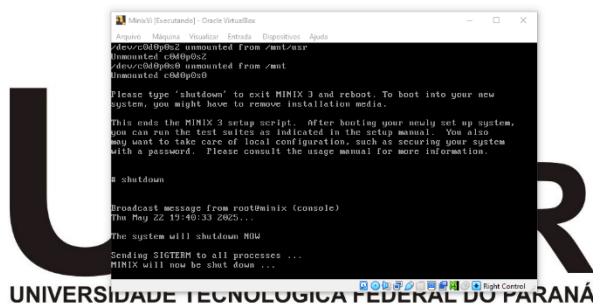 MinixVi [Executando] - Oracle VirtualBox
Arquivo Máquina Visualizar Entrada Dispositivos Ajuda
/dev/c0d0p0s2 unmounted from /mnt/usr
Unmounted c0d0p0s2
/dev/c0d0p0s0 unmounted from /mnt
Unmounted c0d0p0s0
Please type 'shutdown' to exit MINIX 3 and reboot. To boot into your new
system, you might have to remove installation media.
This ends the MINIX 3 setup script. After booting your newly set up system,
you can run the test suites as indicated in the setup manual. You also
may want to take care of local configuration, such as securing your system
with a password. Please consult the usage manual for more information.
# shutdown
Broadcast message from root@minix (console)
Thu May 22 19:40:33 2025...
The system will shutdown NOW
Sending SIGTERM to all processes ...
MINIX will now be shut down ...
Right Control
U R
UNIVERSIDADE TECNOLÓGICA FEDERAL DO PARANÁ